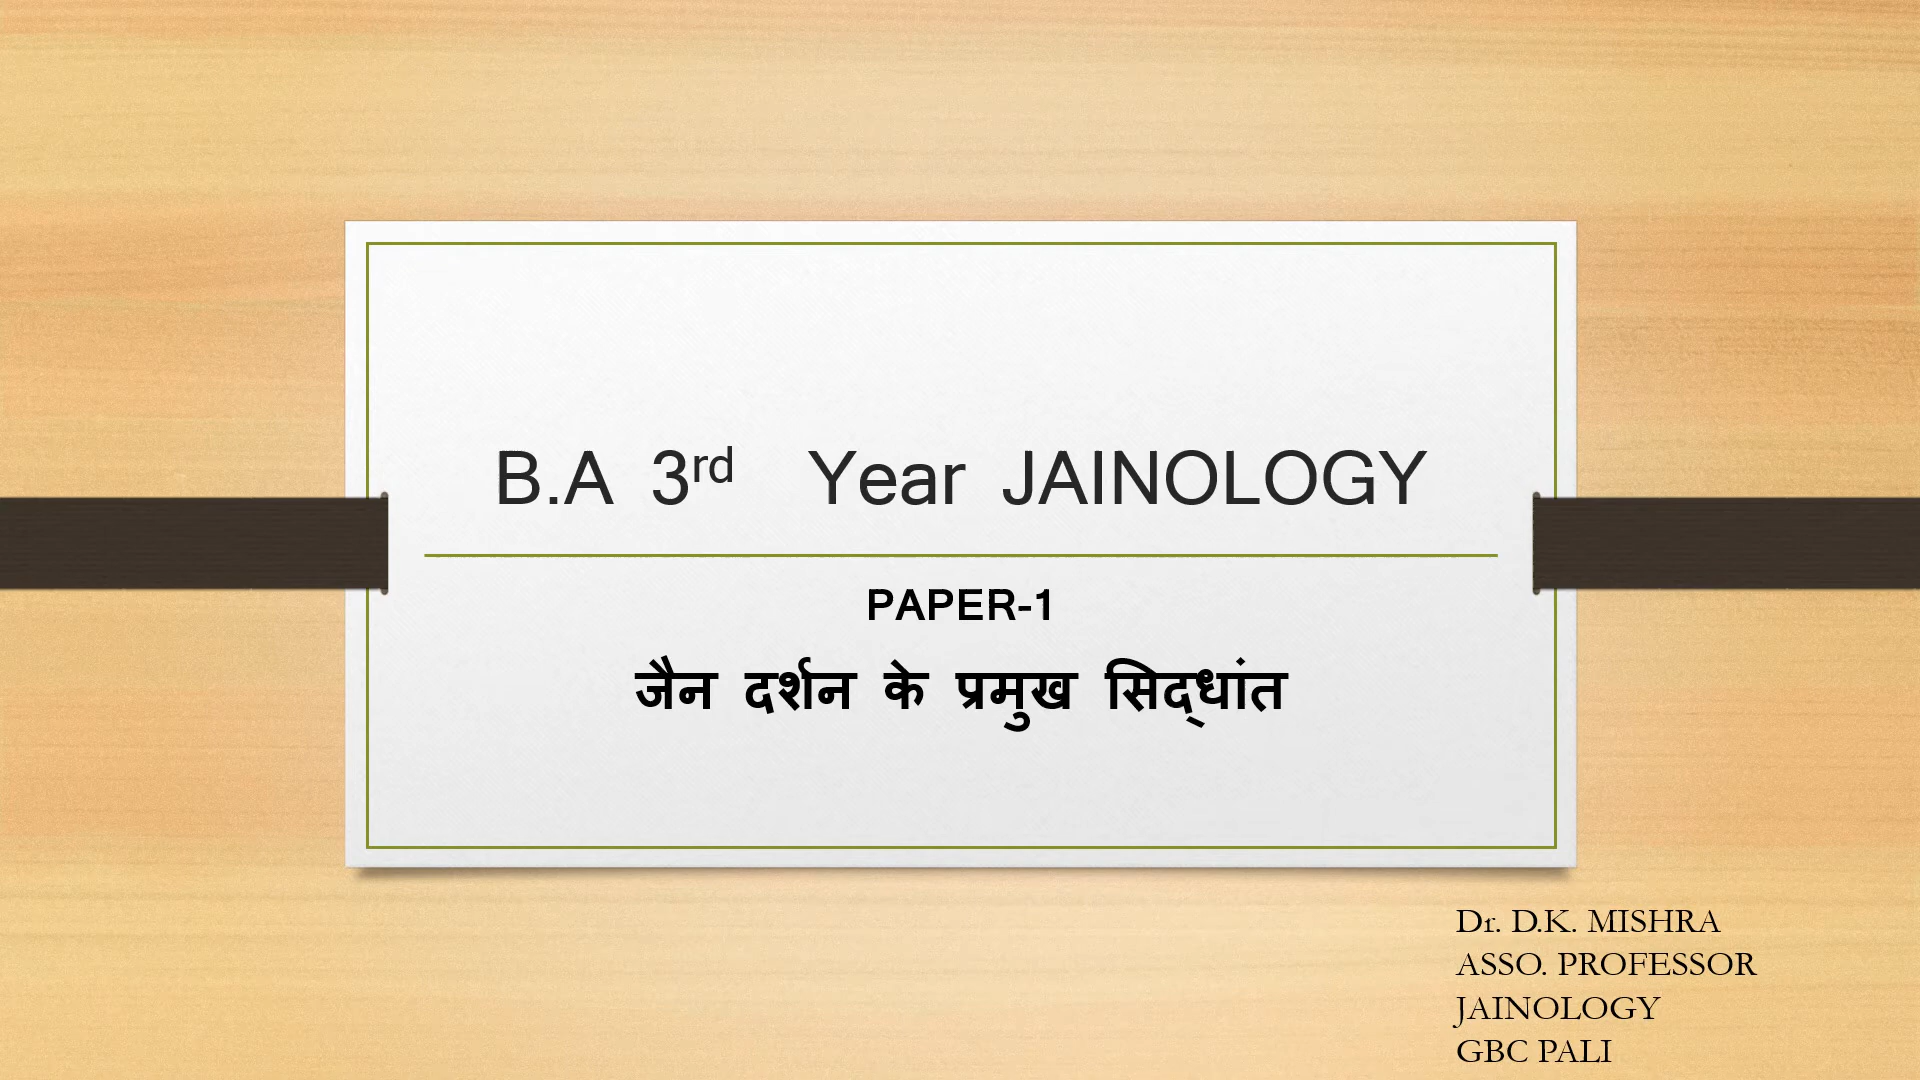 B.A 3rd Year JAINOLOGY
PAPER-1
जैन दर्शन के प्रमुख सिद्‌धांत
Dr. D.K. MISHRA
ASSO. PROFESSOR
JAINOLOGY
GBC PALI